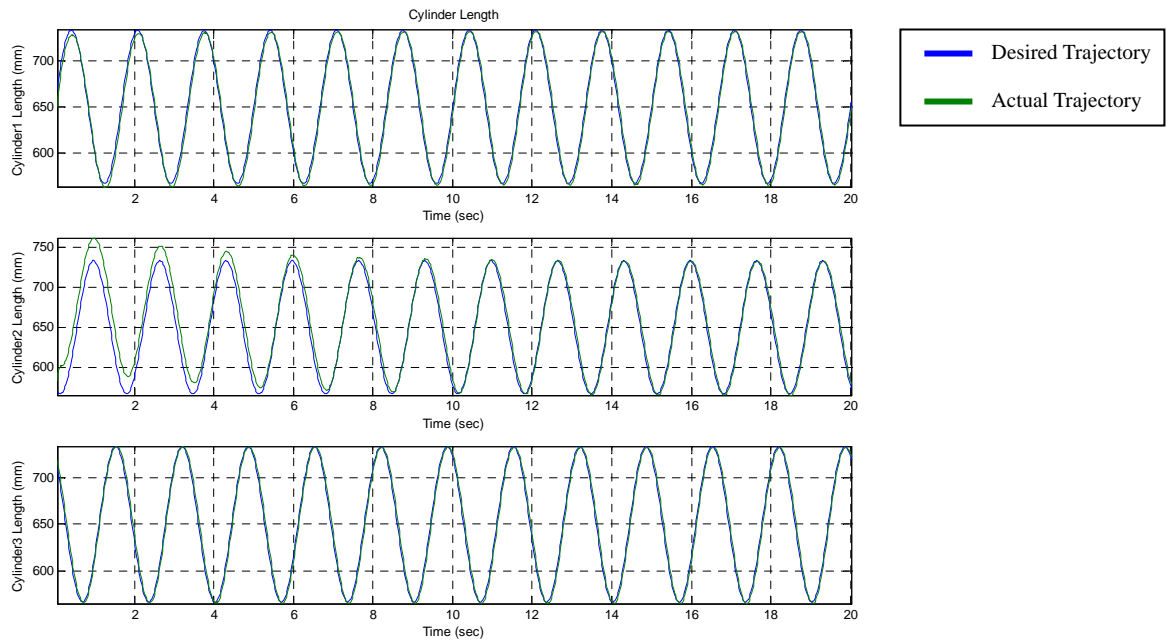 Cylinder Length
Cylinder1 Length (mm)
700
650
600
2 4 6 8 10 12 14 16 18 20
Time (sec)
Desired Trajectory
Actual Trajectory
Cylinder2 Length (mm)
750
700
650
600
2 4 6 8 10 12 14 16 18 20
Time (sec)
Cylinder3 Length (mm)
700
650
600
2 4 6 8 10 12 14 16 18 20
Time (sec)